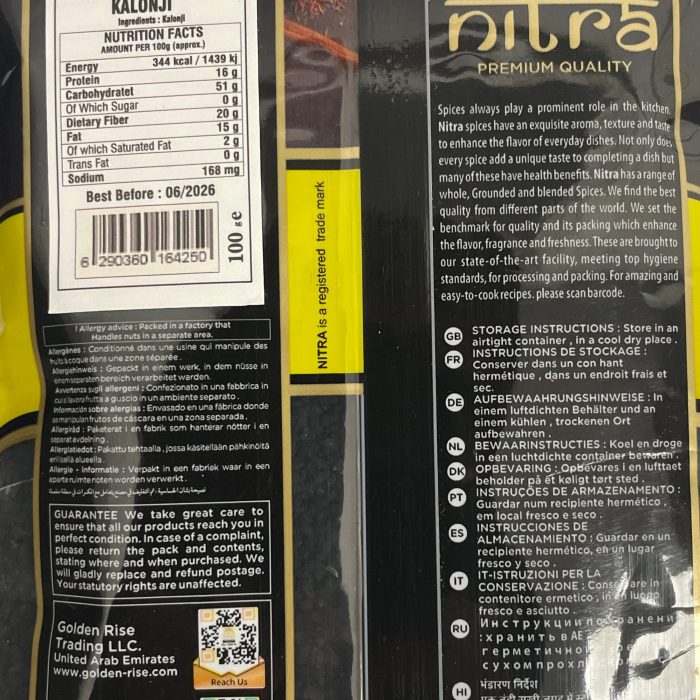 KALONJI
Ingredients : Kalonji
NUTRITION FACTS
AMOUNT PER 100g (approx.)
Energy 344 kcal / 1439 kj
Protein 16 g
Carbohydratel 51 g
Of Which Sugar 0 g
Dietary Fiber 20 g
Fat 15 g
Of which Saturated Fat 2 g
Trans Fat 0 g
Sodium 168 mg
Best Before : 06/2026
6 290360 164250
100 g e
! Allergy advice : Packed in a factory that
Handles nuts in a separate area.
Allergènes : Conditionné dans une usine qui manipule des
fruits à coque dans une zone séparée.
Allergiehinweis : Gepackt in einem werk, in dem nüsse in
einem separaten bereich verarbeitet warden.
Avvertenza sugli allergeni : Confezionato in una fabbrica in
cui si lavora frutta a guscio in un ambiente separato.
Información sobre alergias : Envasado en una fábrica donde
se manipulan frutos de cáscara en una zona separada.
Allergiråd : Paketerat i en fabrik som hanterar nötter i en
separat avdelning.
Allergiatiedot : Pakattu tehtaalla, jossa käsitellään pähkinöitä
erillisellä alueella.
Allergie - informatie : Verpakt in een fabriek waar in een
aparte ruimte noten worden verwerkt.
GUARANTEE We take great care to
ensure that all our products reach you in
perfect condition. In case of a complaint,
please return the pack and contents,
stating where and when purchased. We
will gladly replace and refund postage.
Your statutory rights are unaffected.
Golden Rise
Trading LLC.
United Arab Emirates
www.golden-rise.com
Reach Us
NITRA is a registered trade mark
nitra
PREMIUM QUALITY
Spices always play a prominent role in the kitchen.
Nitra spices have an exquisite aroma, texture and taste
to enhance the flavor of everyday dishes. Not only does
every spice add a unique taste to completing a dish but
many of these have health benefits. Nitra has a range of
whole, Grounded and blended Spices. We find the best
quality from different parts of the world. We set the
benchmark for quality and its packing which enhance
the flavor, fragrance and freshness. These are brought to
our state-of-the-art facility, meeting top hygiene
standards, for processing and packing. For amazing and
easy-to-cook recipes. please scan barcode.
GB STORAGE INSTRUCTIONS : Store in an
airtight container , in a cool dry place .
FR INSTRUCTIONS DE STOCKAGE :
Conserver dans un con hant
hermétique , dans un endroit frais et
sec.
DE AUFBEWAAHRUNGSHINWEISE : In
einem luftdichten Behälter und an
einem kühlen , trockenen Ort
aufbewahren .
NL BEWAARINSTRUCTIES : Koel en droge
in een luchtdichte container bewaren .
DK OPBEVARING : Opbevares i en lufttaet
beholder på ét køligt tørt sted .
PT INSTRUÇÕES DE ARMAZENAMENTO :
Guardar num recipiente hermético ,
em local fresco e seco .
ES INSTRUCCIONES DE
ALMACENAMIENTO : Guardar en un
recipiente hermético, en un lugar
fresco y seco .
IT IT-ISTRUZIONI PER LA
CONSERVAZIONE : Conservare in
contenitore ermetico , in un luogo
fresco e asciutto .
RU Инструкции по хранени
: хранить в
герметичной
сухом прохл
HI भंडारण निर्देश